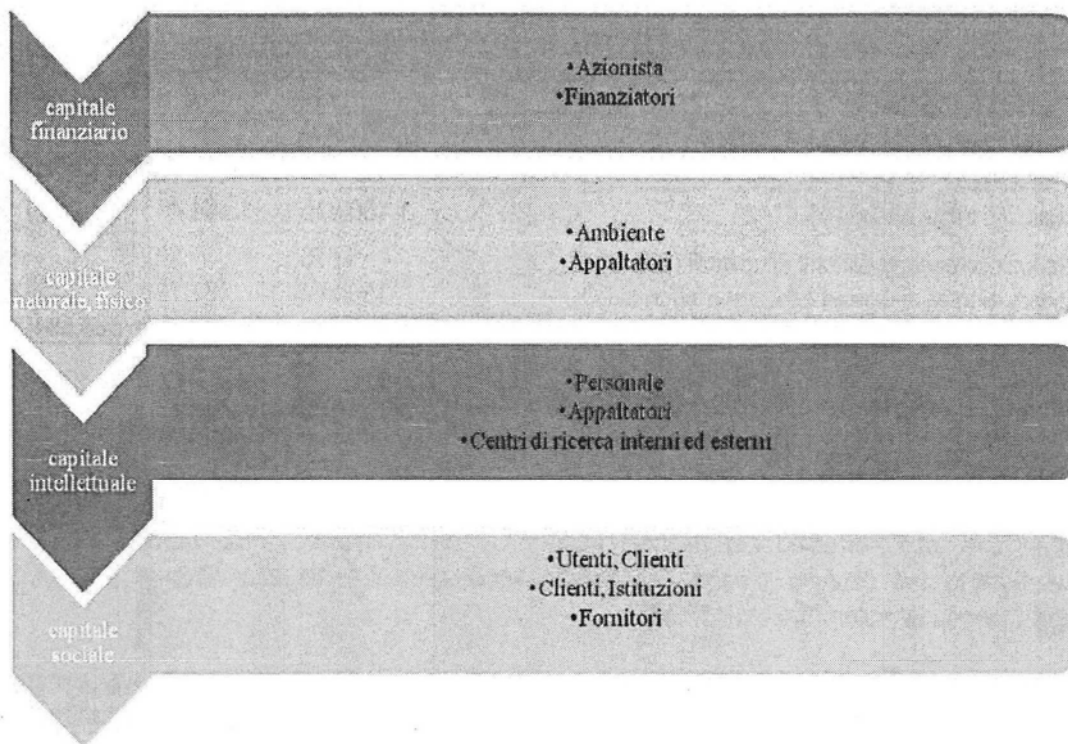 capitale
finanziario
•Azionista
•Finanziatori
capitale
naturale, fisico
•Ambiente
•Appaltatori
capitale
intellettuale
•Personale
•Appaltatori
•Centri di ricerca interni ed esterni
capitale
sociale
•Utenti, Clienti
•Clienti, Istituzioni
•Fornitori